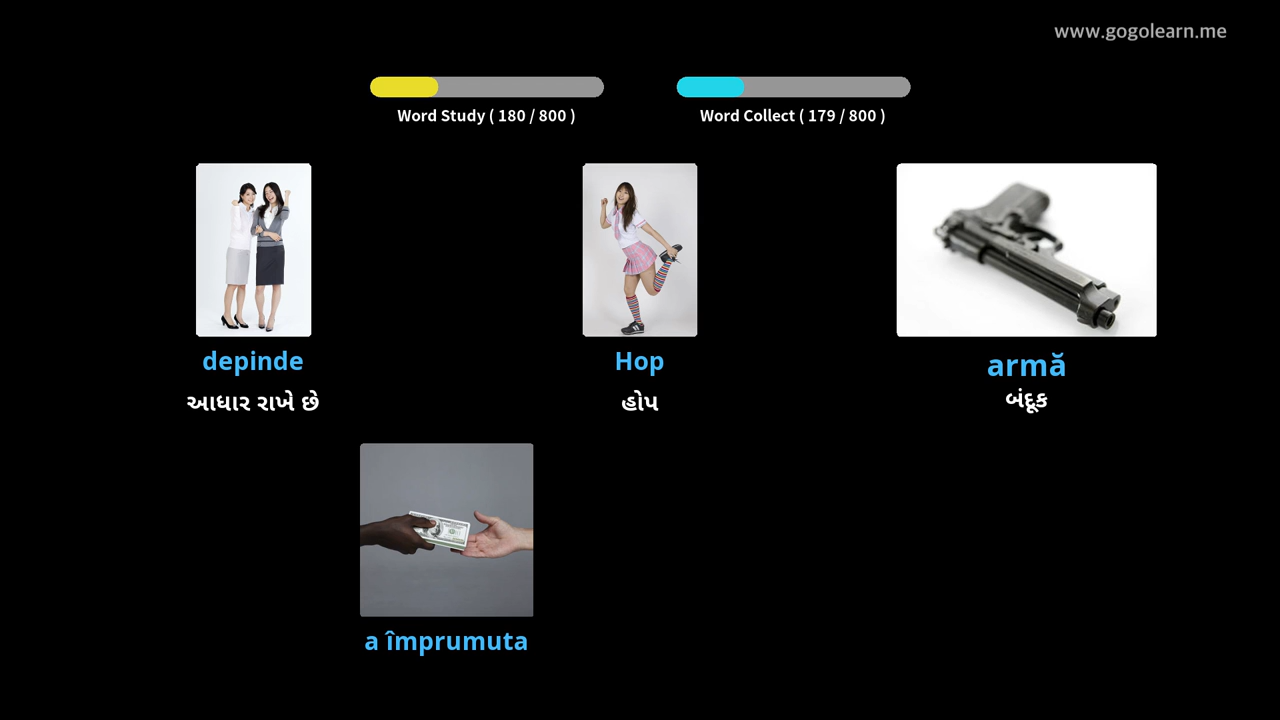 www.gogolearn.me
Word Study ( 180 / 800 )
Word Collect ( 179 / 800 )
depinde
આધાર રાખે છે
Hop
હોપ
armă
બંદૂક
a împrumuta